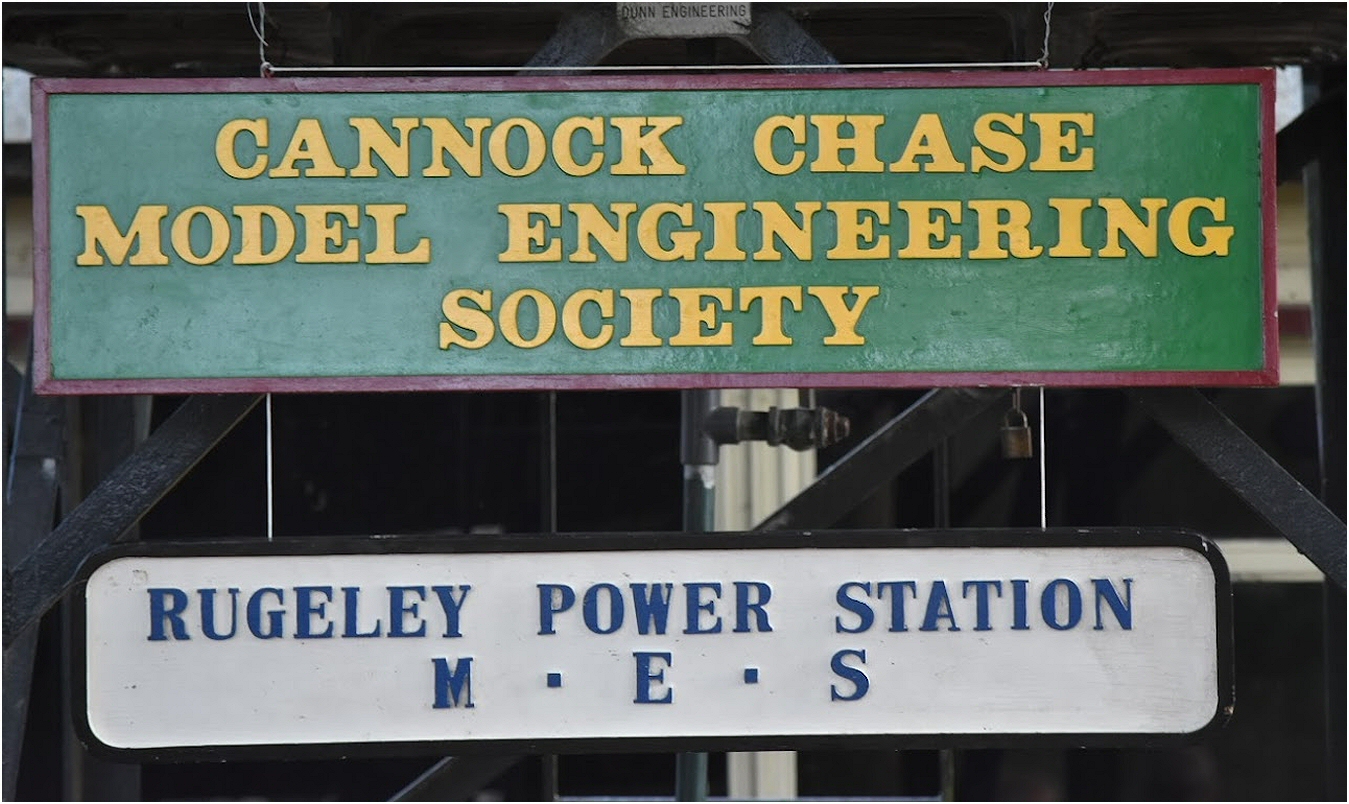 DUNN ENGINEERING
CANNOCK CHASE
MODEL ENGINEERING
SOCIETY
RUGELEY POWER STATION
M · E · S